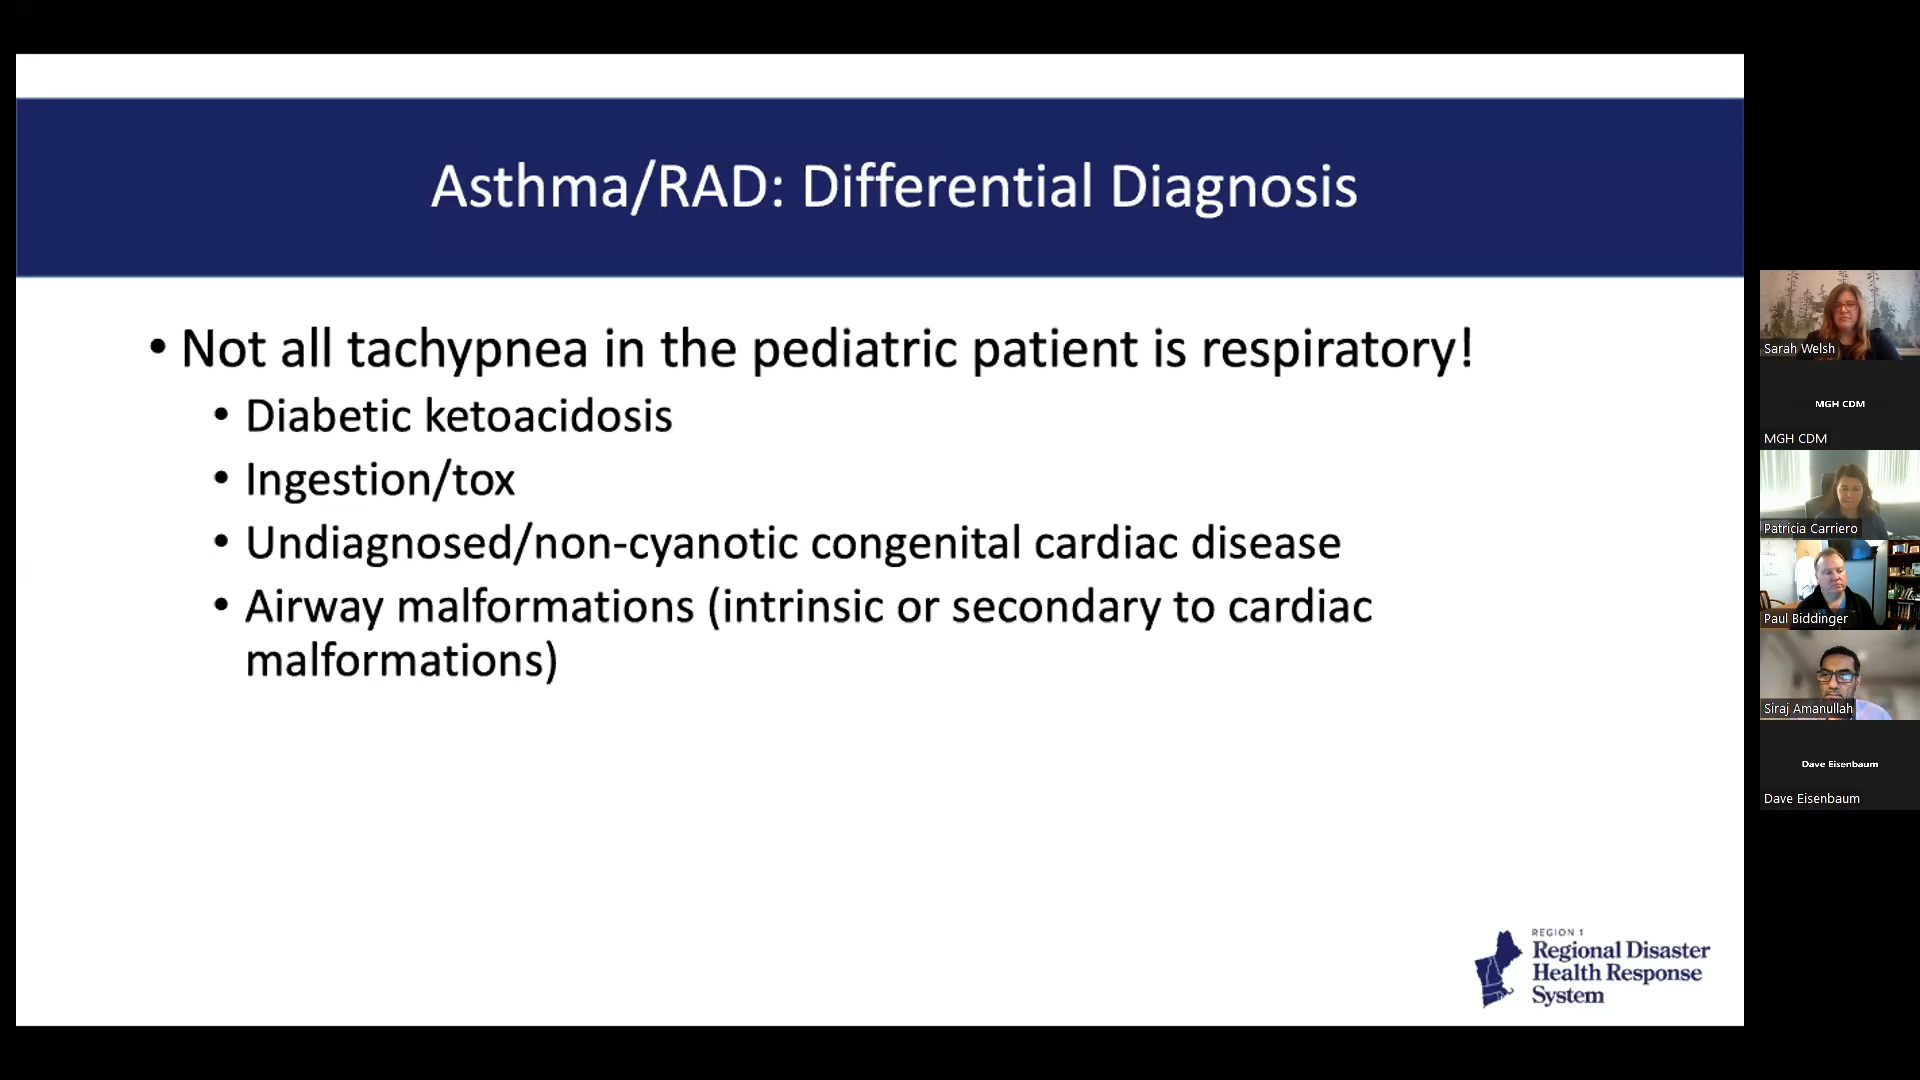 Asthma/RAD: Differential Diagnosis
• Not all tachypnea in the pediatric patient is respiratory!
• Diabetic ketoacidosis
• Ingestion/tox
• Undiagnosed/non-cyanotic congenital cardiac disease
• Airway malformations (intrinsic or secondary to cardiac
malformations)
REGION 1
Regional Disaster
Health Response
System
Sarah Welsh
MGH CDM
MGH CDM
Patricia Carriero
Paul Biddinger
Siraj Amanullah
Dave Eisenbaum
Dave Eisenbaum